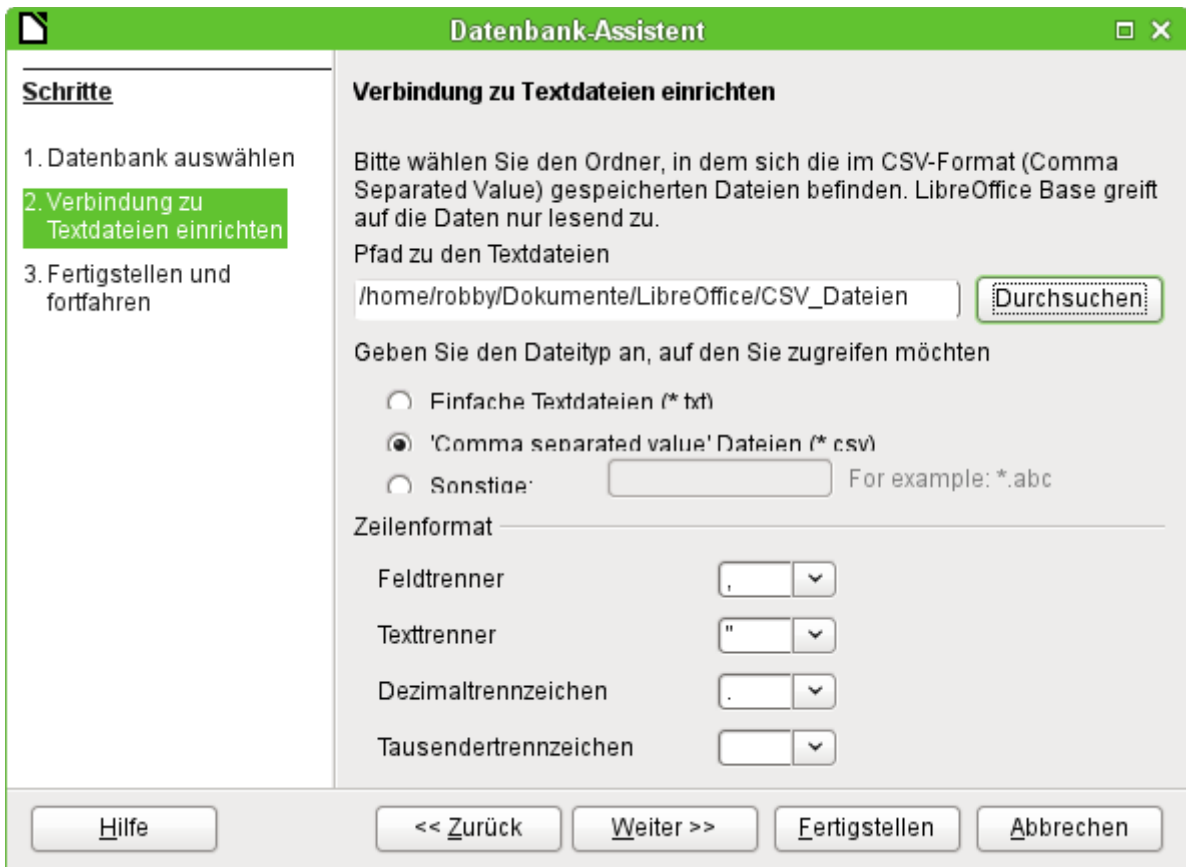 Datenbank-Assistent
Schritte
1. Datenbank auswählen
2. Verbindung zu
Textdateien einrichten
3. Fertigstellen und
fortfahren
Verbindung zu Textdateien einrichten
Bitte wählen Sie den Ordner, in dem sich die im CSV-Format (Comma
Separated Value) gespeicherten Dateien befinden. LibreOffice Base greift
auf die Daten nur lesend zu.
Pfad zu den Textdateien
/home/robby/Dokumente/LibreOffice/CSV_Dateien
Durchsuchen
Geben Sie den Dateityp an, auf den Sie zugreifen möchten
Einfache Textdateien (*.txt)
'Comma separated value' Dateien (*.csv)
Sonstige:
For example: *.abc
Zeilenformat
Feldtrenner ,
Texttrenner "
Dezimaltrennzeichen .
Tausendertrennzeichen
Hilfe
<< Zurück
Weiter >>
Fertigstellen
Abbrechen